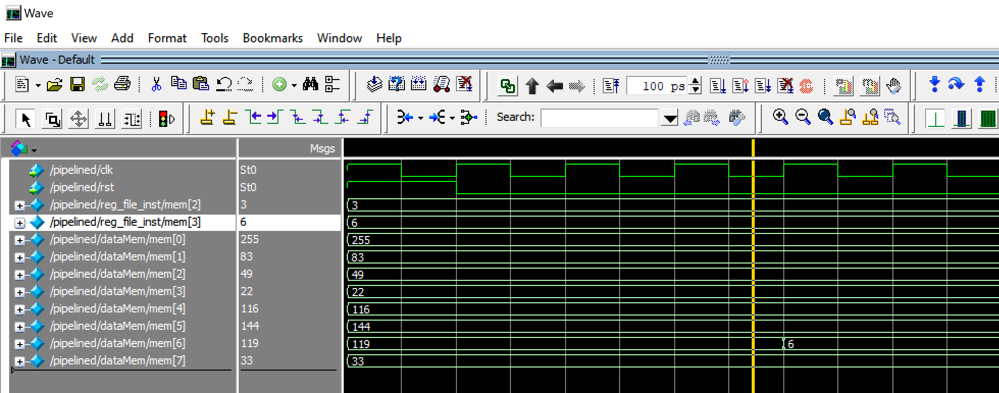 Wave
File Edit View Add Format Tools Bookmarks Window Help
Wave - Default
100 ps
Search:
Msgs
/pipelined/clk St0
/pipelined/rst St0
/pipelined/reg_file_inst/mem[2] 3 3
/pipelined/reg_file_inst/mem[3] 6 6
/pipelined/dataMem/mem[0] 255 255
/pipelined/dataMem/mem[1] 83 83
/pipelined/dataMem/mem[2] 49 49
/pipelined/dataMem/mem[3] 22 22
/pipelined/dataMem/mem[4] 116 116
/pipelined/dataMem/mem[5] 144 144
/pipelined/dataMem/mem[6] 119 119 6
/pipelined/dataMem/mem[7] 33 33